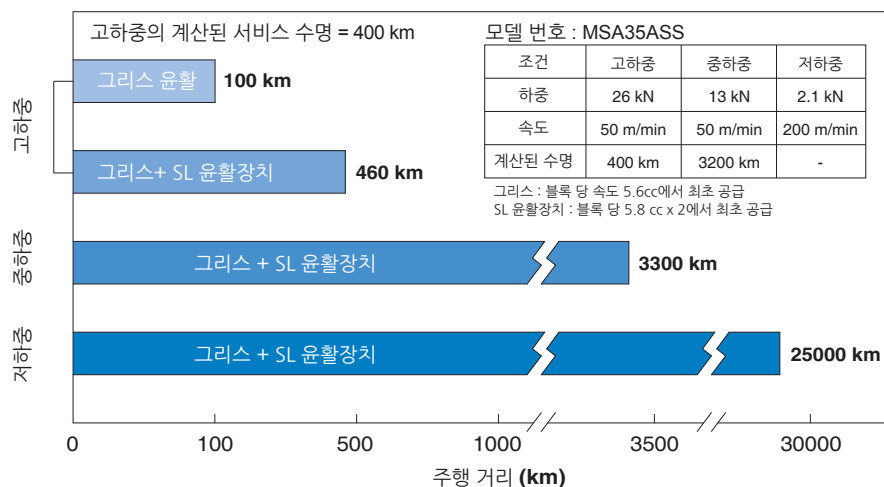 고하중의 계산된 서비스 수명 = 400 km
모델 번호 : MSA35ASS
조건 고하중 중하중 저하중
하중 26 kN 13 kN 2.1 kN
속도 50 m/min 50 m/min 200 m/min
계산된 수명 400 km 3200 km -
그리스 : 블록 당 속도 5.6cc에서 최초 공급
SL 윤활장치 : 블록 당 5.8 cc x 2에서 최초 공급
고하중
그리스 윤활 100 km
그리스+ SL 윤활장치 460 km
중하중
그리스 + SL 윤활장치 3300 km
저하중
그리스 + SL 윤활장치 25000 km
0 100 500 1000 3500 30000
주행 거리 (km)